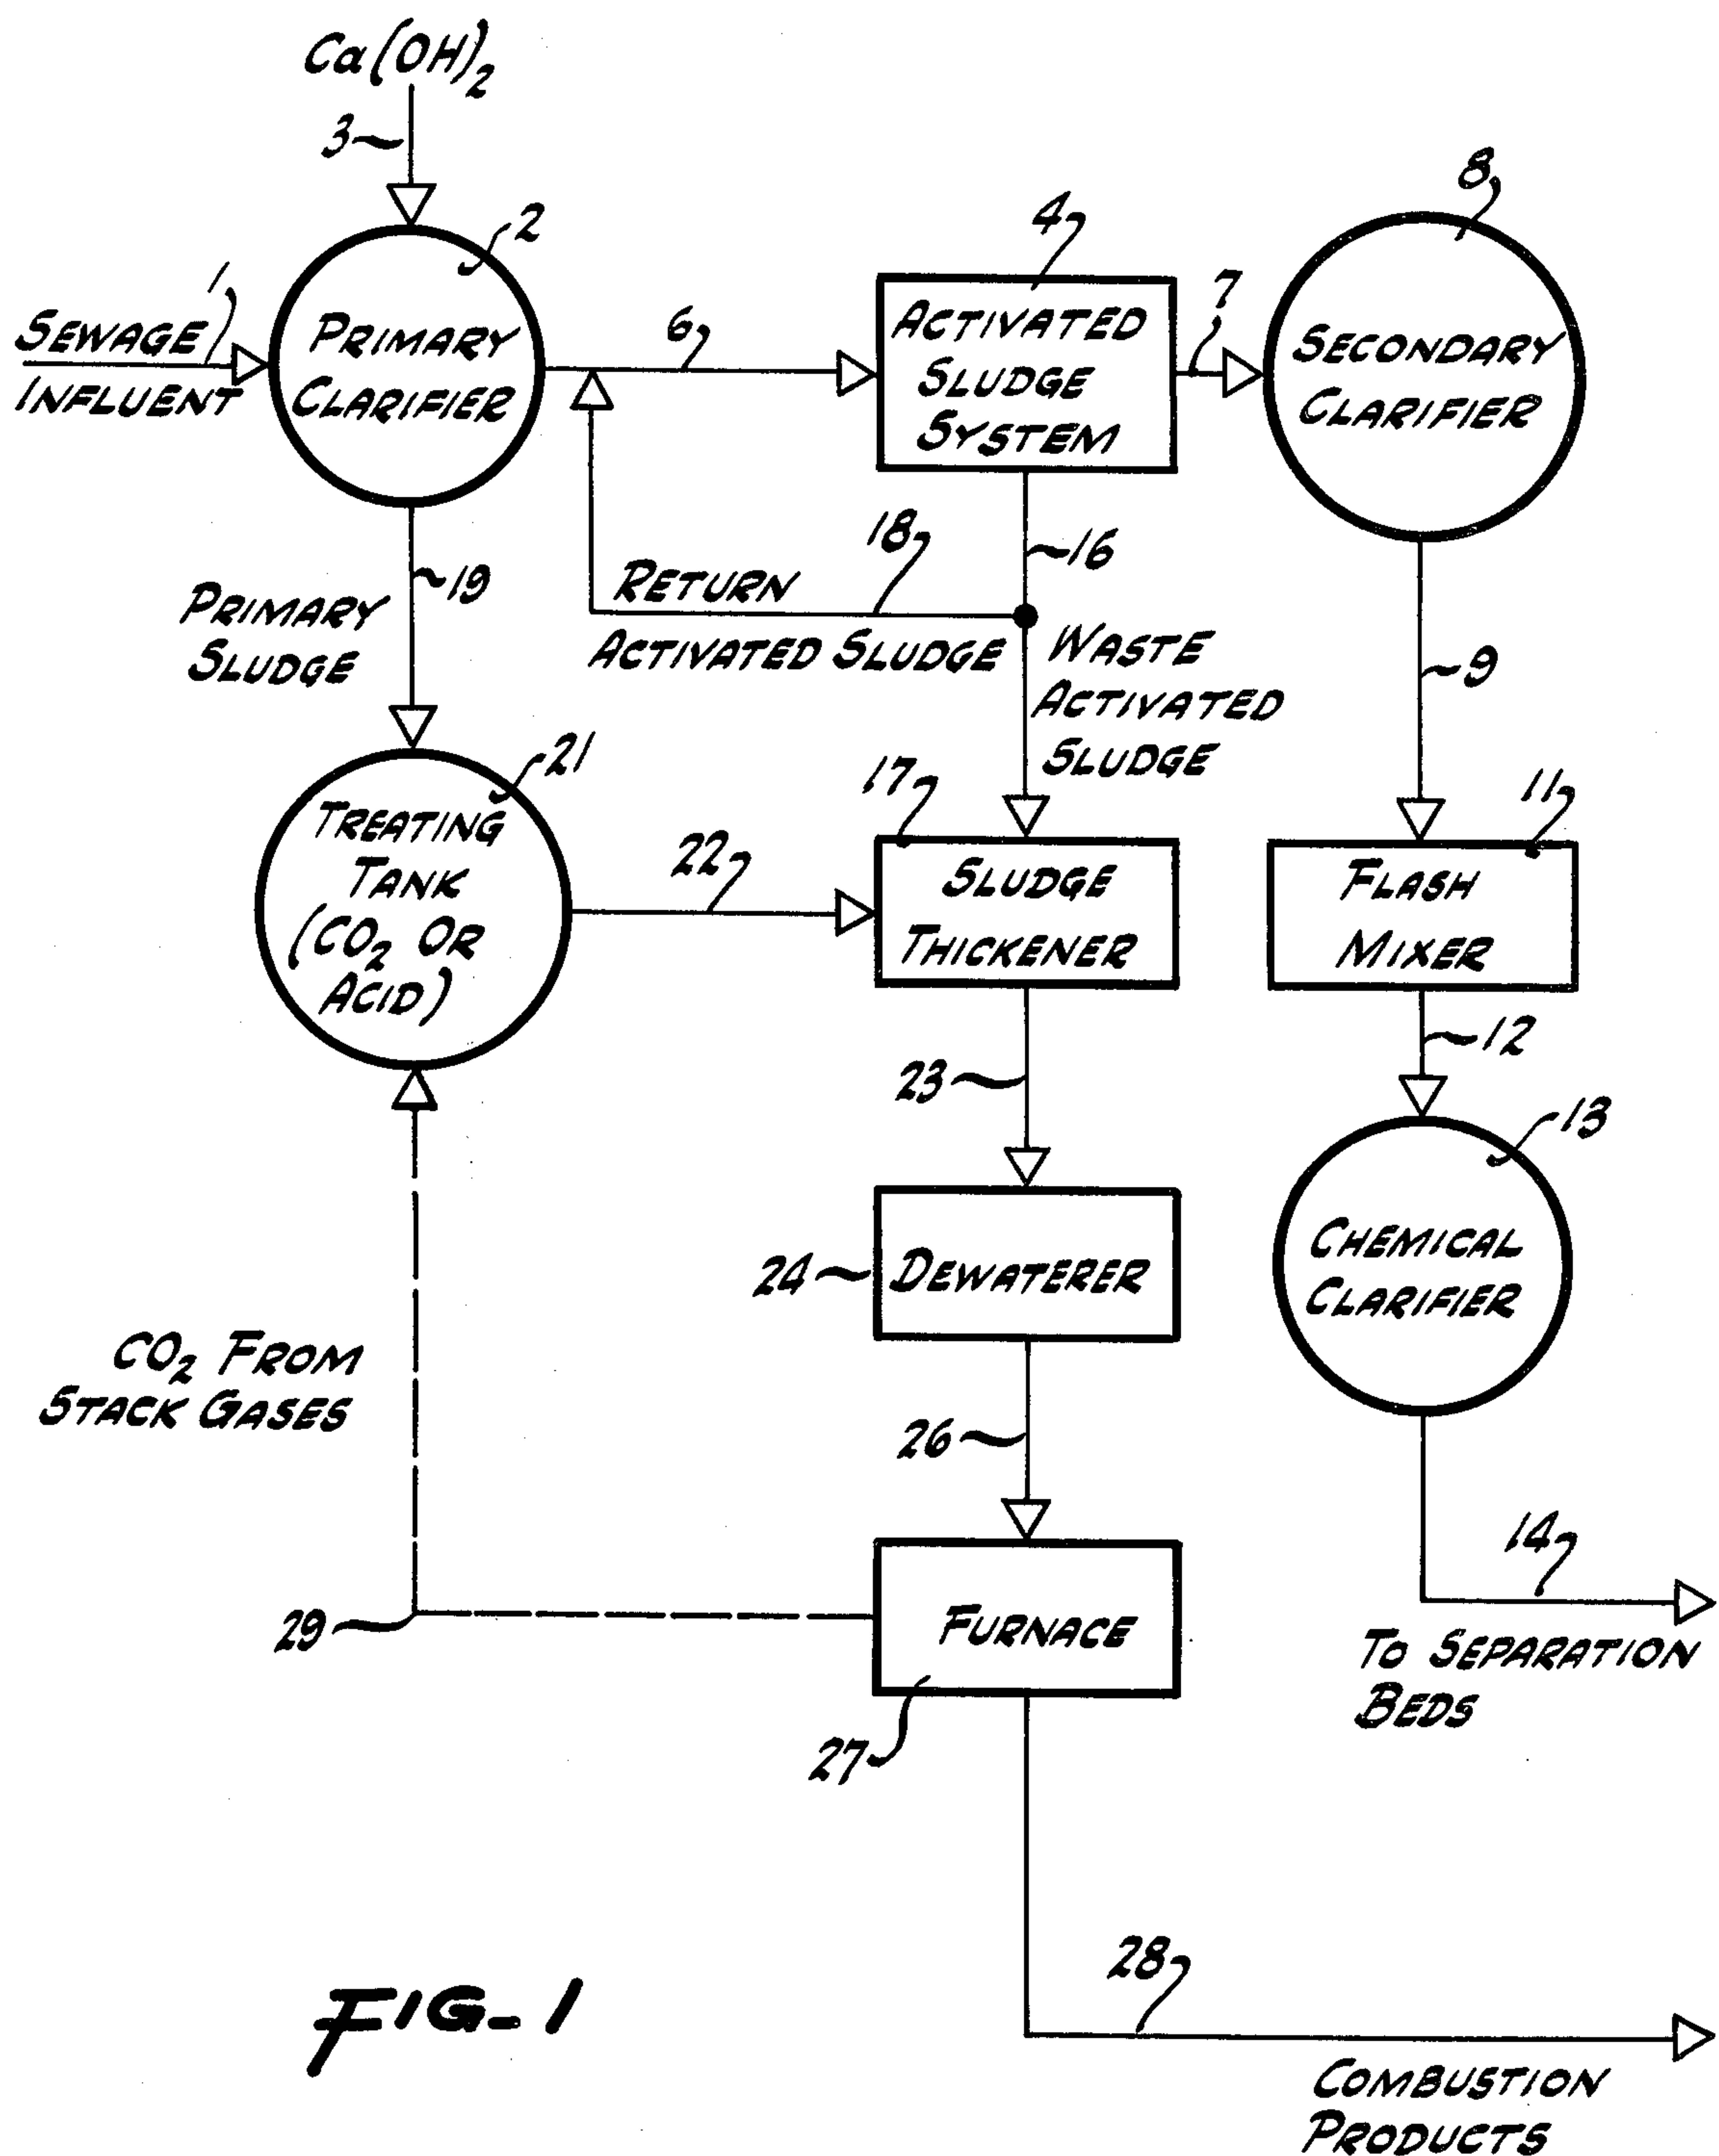 Ca(OH)2
3
2
4
8
1
SEWAGE
INFLUENT
PRIMARY
CLARIFIER
6
ACTIVATED
SLUDGE
SYSTEM
7
SECONDARY
CLARIFIER
19
PRIMARY
SLUDGE
18
16
RETURN
ACTIVATED SLUDGE
WASTE
ACTIVATED
SLUDGE
9
21
TREATING
TANK
(CO2 OR
ACID)
22
17
SLUDGE
THICKENER
11
FLASH
MIXER
23
12
13
CHEMICAL
CLARIFIER
24
DEWATERER
CO2 FROM
STACK GASES
26
14
TO SEPARATION
BEDS
29
FURNACE
27
28
COMBUSTION
PRODUCTS
FIG-1